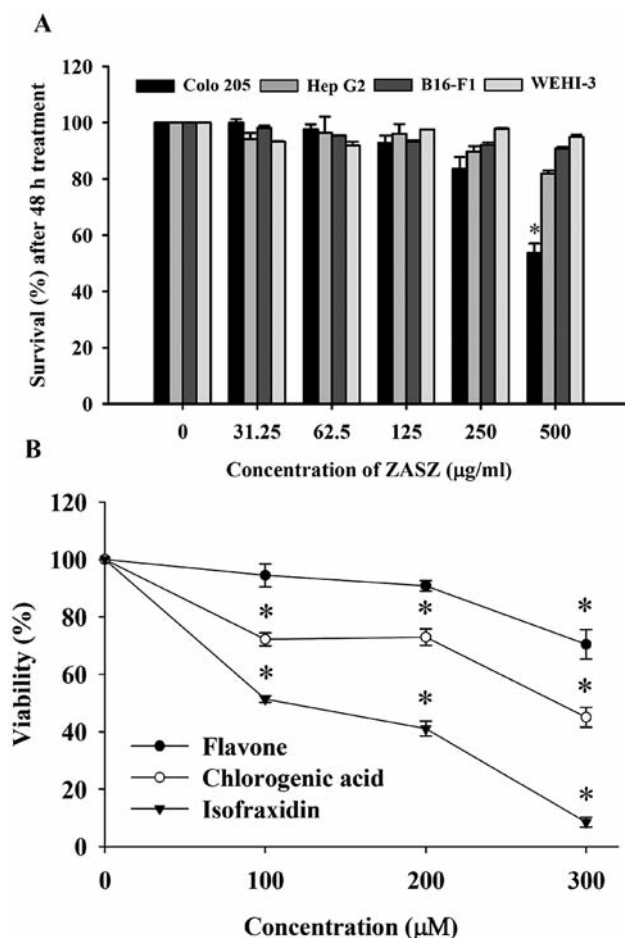 A
Colo 205 Hep G2 B16-F1 WEHI-3
120
100
80
60
40
20
0
*
Survival (%) after 48 h treatment
0 31.25 62.5 125 250 500
Concentration of ZASZ (µg/ml)
B
120
100
80
60
40
20
0
Viability (%)
* * *
* * *
* *
Flavone
Chlorogenic acid
Isofraxidin
0 100 200 300
Concentration (µM)